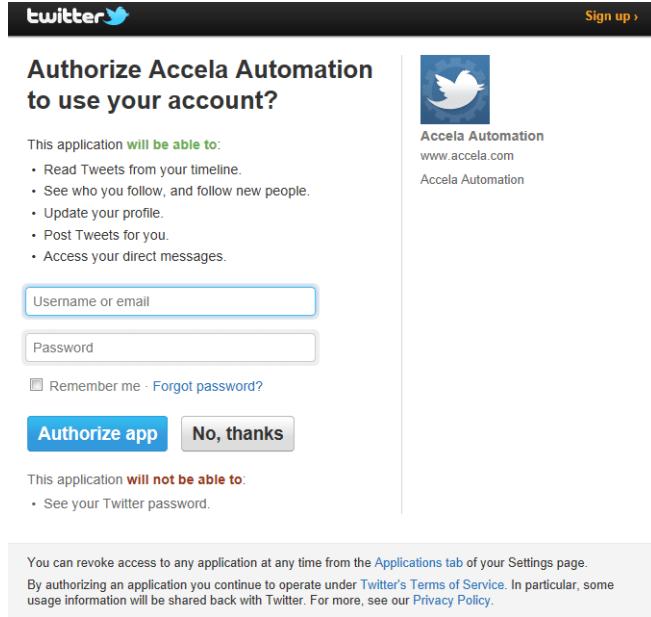 twitter
Sign up ›
Authorize Accela Automation
to use your account?
This application will be able to:
• Read Tweets from your timeline.
• See who you follow, and follow new people.
• Update your profile.
• Post Tweets for you.
• Access your direct messages.
Username or email
Password
Remember me · Forgot password?
Authorize app
No, thanks
This application will not be able to:
• See your Twitter password.
Accela Automation
www.accela.com
Accela Automation
You can revoke access to any application at any time from the Applications tab of your Settings page.
By authorizing an application you continue to operate under Twitter's Terms of Service. In particular, some
usage information will be shared back with Twitter. For more, see our Privacy Policy.